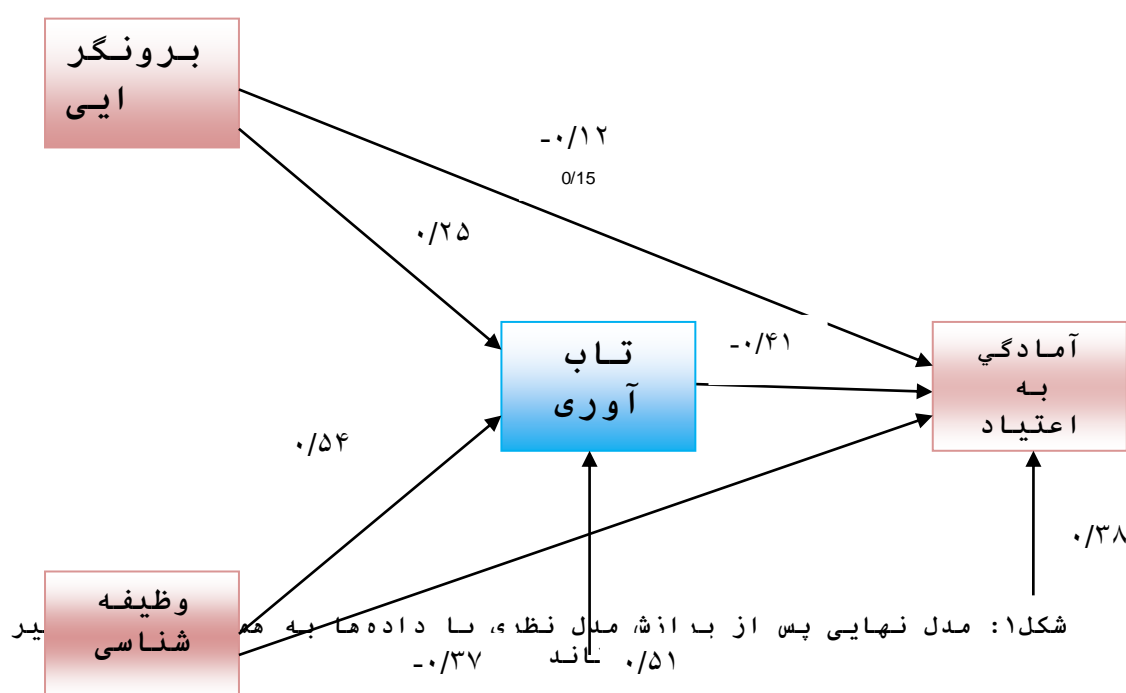 برونگر
ایی
-۰/۱۲
0/15
۰/۲۵
تاب
آوری
-۰/۴۱
آمادگي
به
اعتیاد
۰/۵۴
۰/۳۸
وظیفه
شناسی
شکل۱: مدل نهایی پس از برازش مدل نظری با داده‌ها به
-۰/۳۷
۰/۵۱